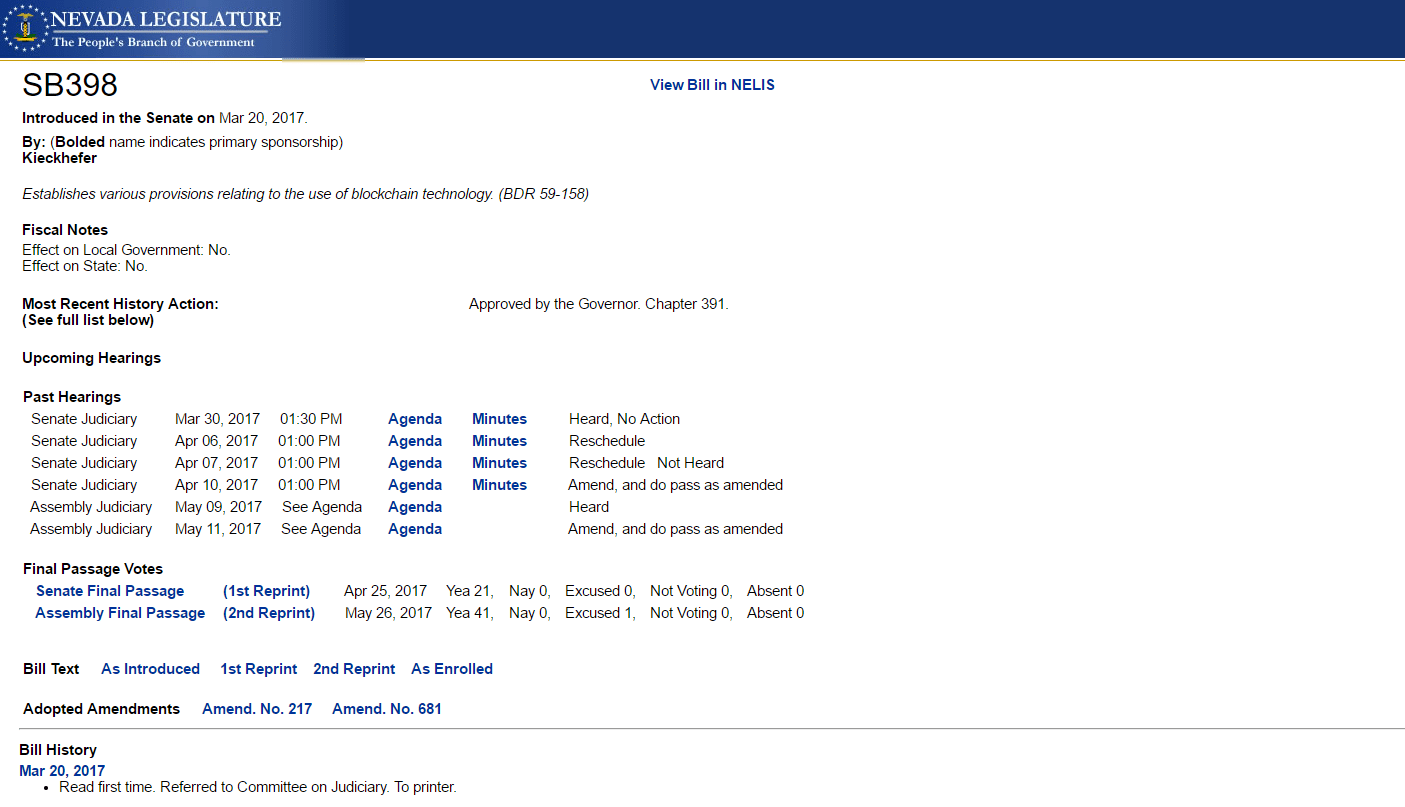 NEVADA LEGISLATURE
The People's Branch of Government
SB398 View Bill in NELIS
Introduced in the Senate on Mar 20, 2017.
By: (Bolded name indicates primary sponsorship)
Kieckhefer
Establishes various provisions relating to the use of blockchain technology. (BDR 59-158)
Fiscal Notes
Effect on Local Government: No.
Effect on State: No.
Most Recent History Action: Approved by the Governor. Chapter 391.
(See full list below)
Upcoming Hearings
Past Hearings
Senate Judiciary Mar 30, 2017 01:30 PM Agenda Minutes Heard, No Action
Senate Judiciary Apr 06, 2017 01:00 PM Agenda Minutes Reschedule
Senate Judiciary Apr 07, 2017 01:00 PM Agenda Minutes Reschedule Not Heard
Senate Judiciary Apr 10, 2017 01:00 PM Agenda Minutes Amend, and do pass as amended
Assembly Judiciary May 09, 2017 See Agenda Agenda Heard
Assembly Judiciary May 11, 2017 See Agenda Agenda Amend, and do pass as amended
Final Passage Votes
Senate Final Passage (1st Reprint) Apr 25, 2017 Yea 21, Nay 0, Excused 0, Not Voting 0, Absent 0
Assembly Final Passage (2nd Reprint) May 26, 2017 Yea 41, Nay 0, Excused 1, Not Voting 0, Absent 0
Bill Text As Introduced 1st Reprint 2nd Reprint As Enrolled
Adopted Amendments Amend. No. 217 Amend. No. 681
Bill History
Mar 20, 2017
• Read first time. Referred to Committee on Judiciary. To printer.